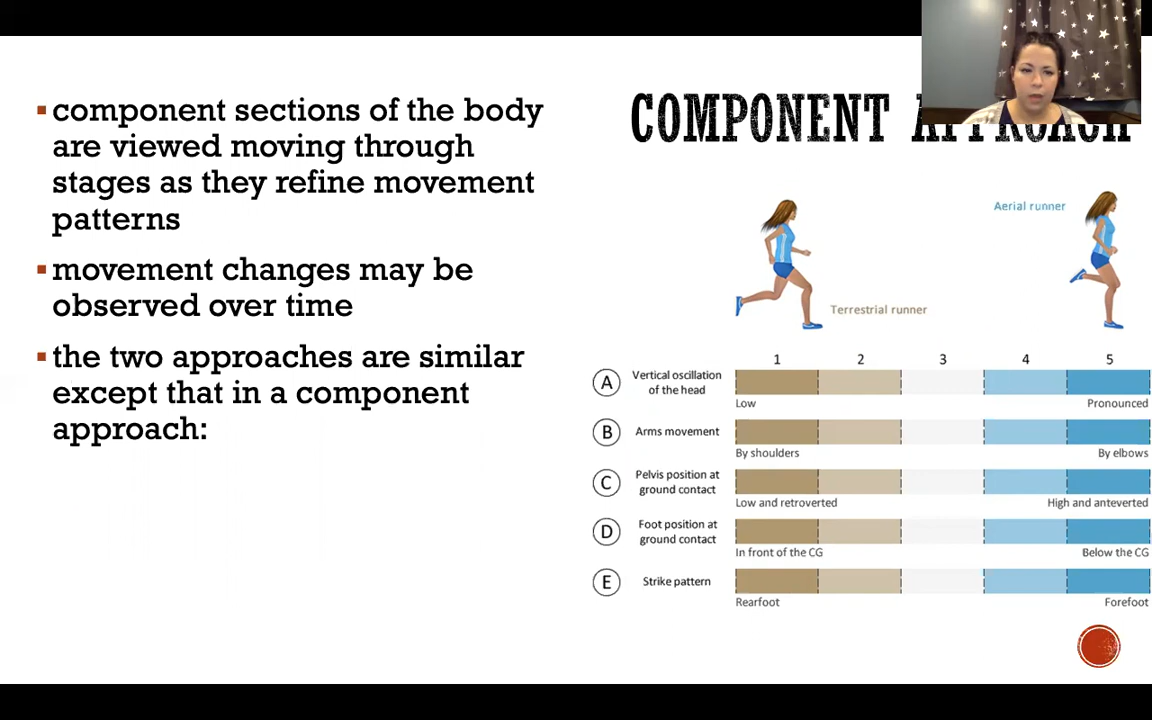 component sections of the body
are viewed moving through
stages as they refine movement
patterns
movement changes may be
observed over time
the two approaches are similar
except that in a component
approach:
COMPONENT APPROACH
Aerial runner
Terrestrial runner
1 2 3 4 5
A Vertical oscillation
of the head
Low Pronounced
B Arms movement
By shoulders By elbows
C Pelvis position at
ground contact
Low and retroverted High and anteverted
D Foot position at
ground contact
In front of the CG Below the CG
E Strike pattern
Rearfoot Forefoot